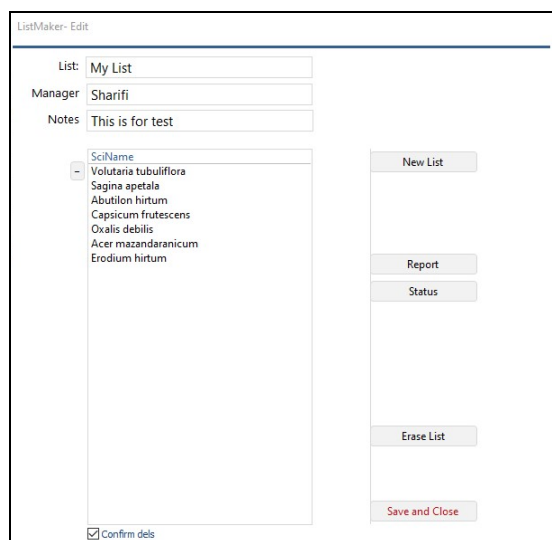 ListMaker- Edit
List: My List
Manager Sharifi
Notes This is for test
SciName
Volutaria tubuliflora
Sagina apetala
Abutilon hirtum
Capsicum frutescens
Oxalis debilis
Acer mazandaranicum
Erodium hirtum
-
New List
Report
Status
Erase List
Save and Close
Confirm dels